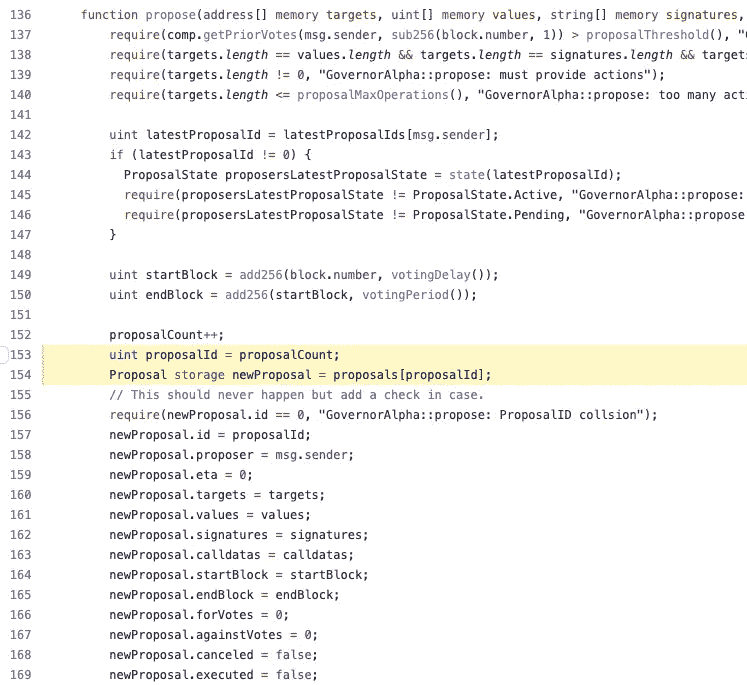 136 function propose(address[] memory targets, uint[] memory values, string[] memory signatures,
137 require(comp.getPriorVotes(msg.sender, sub256(block.number, 1)) > proposalThreshold(), "G
138 require(targets.length == values.length && targets.length == signatures.length && target
139 require(targets.length != 0, "GovernorAlpha::propose: must provide actions");
140 require(targets.length <= proposalMaxOperations(), "GovernorAlpha::propose: too many acti
141
142 uint latestProposalId = latestProposalIds[msg.sender];
143 if (latestProposalId != 0) {
144 ProposalState proposersLatestProposalState = state(latestProposalId);
145 require(proposersLatestProposalState != ProposalState.Active, "GovernorAlpha::propose:
146 require(proposersLatestProposalState != ProposalState.Pending, "GovernorAlpha::propose
147 }
148
149 uint startBlock = add256(block.number, votingDelay());
150 uint endBlock = add256(startBlock, votingPeriod());
151
152 proposalCount++;
153 uint proposalId = proposalCount;
154 Proposal storage newProposal = proposals[proposalId];
155 // This should never happen but add a check in case.
156 require(newProposal.id == 0, "GovernorAlpha::propose: ProposalID collsion");
157 newProposal.id = proposalId;
158 newProposal.proposer = msg.sender;
159 newProposal.eta = 0;
160 newProposal.targets = targets;
161 newProposal.values = values;
162 newProposal.signatures = signatures;
163 newProposal.calldatas = calldatas;
164 newProposal.startBlock = startBlock;
165 newProposal.endBlock = endBlock;
166 newProposal.forVotes = 0;
167 newProposal.againstVotes = 0;
168 newProposal.canceled = false;
169 newProposal.executed = false;